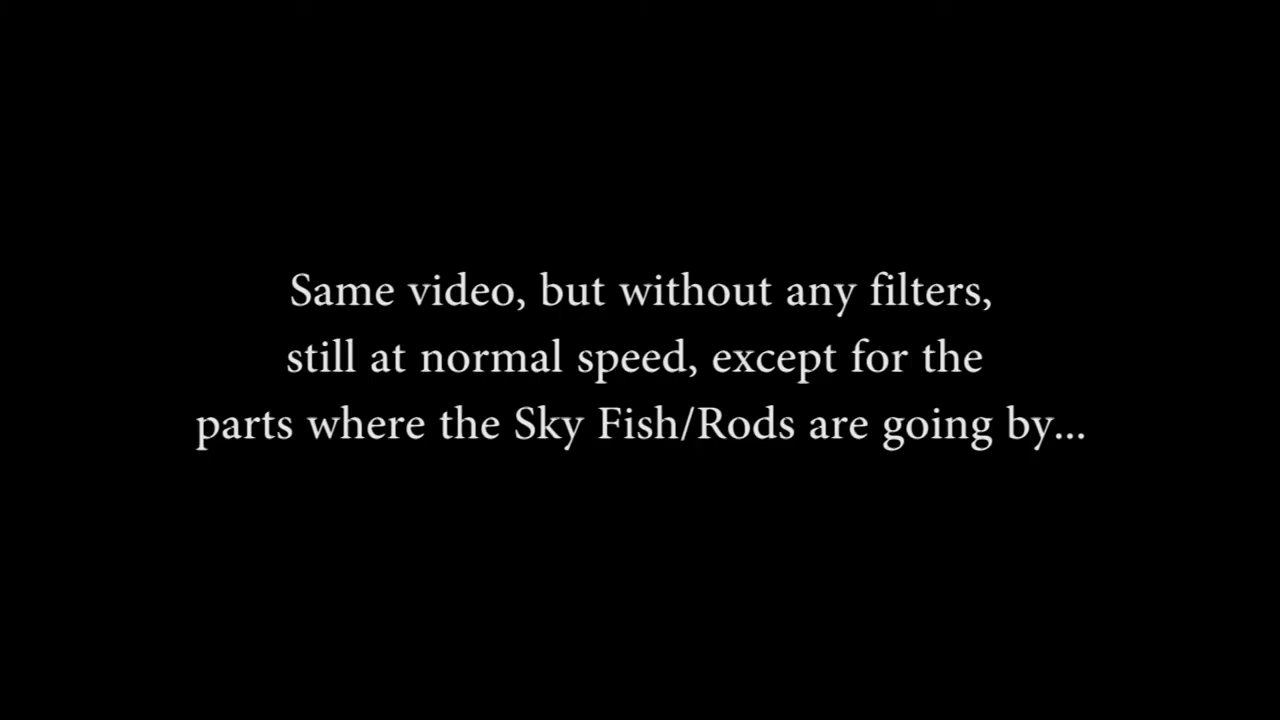 Same video, but without any filters,
still at normal speed, except for the
parts where the Sky Fish/Rods are going by...